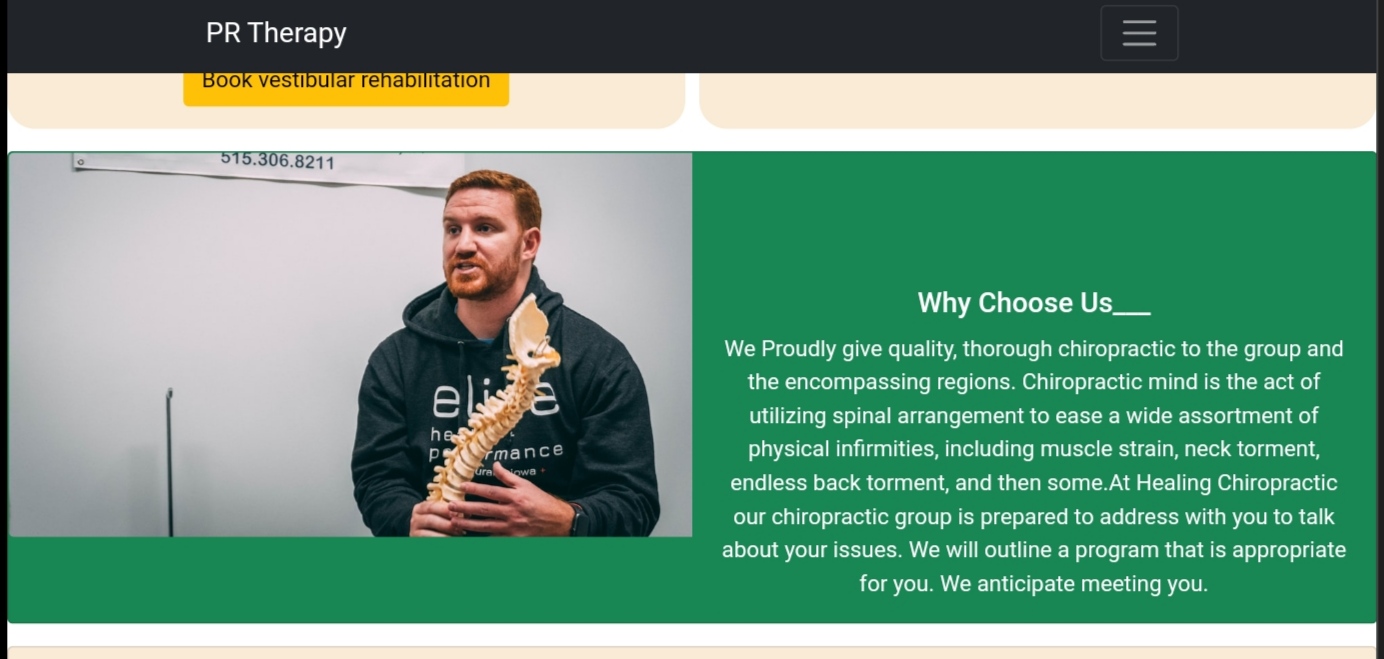 PR Therapy
Book vestibular rehabilitation
515.306.8211
eli e
he
p rmance
owa
Why Choose Us___
We Proudly give quality, thorough chiropractic to the group and
the encompassing regions. Chiropractic mind is the act of
utilizing spinal arrangement to ease a wide assortment of
physical infirmities, including muscle strain, neck torment,
endless back torment, and then some.At Healing Chiropractic
our chiropractic group is prepared to address with you to talk
about your issues. We will outline a program that is appropriate
for you. We anticipate meeting you.